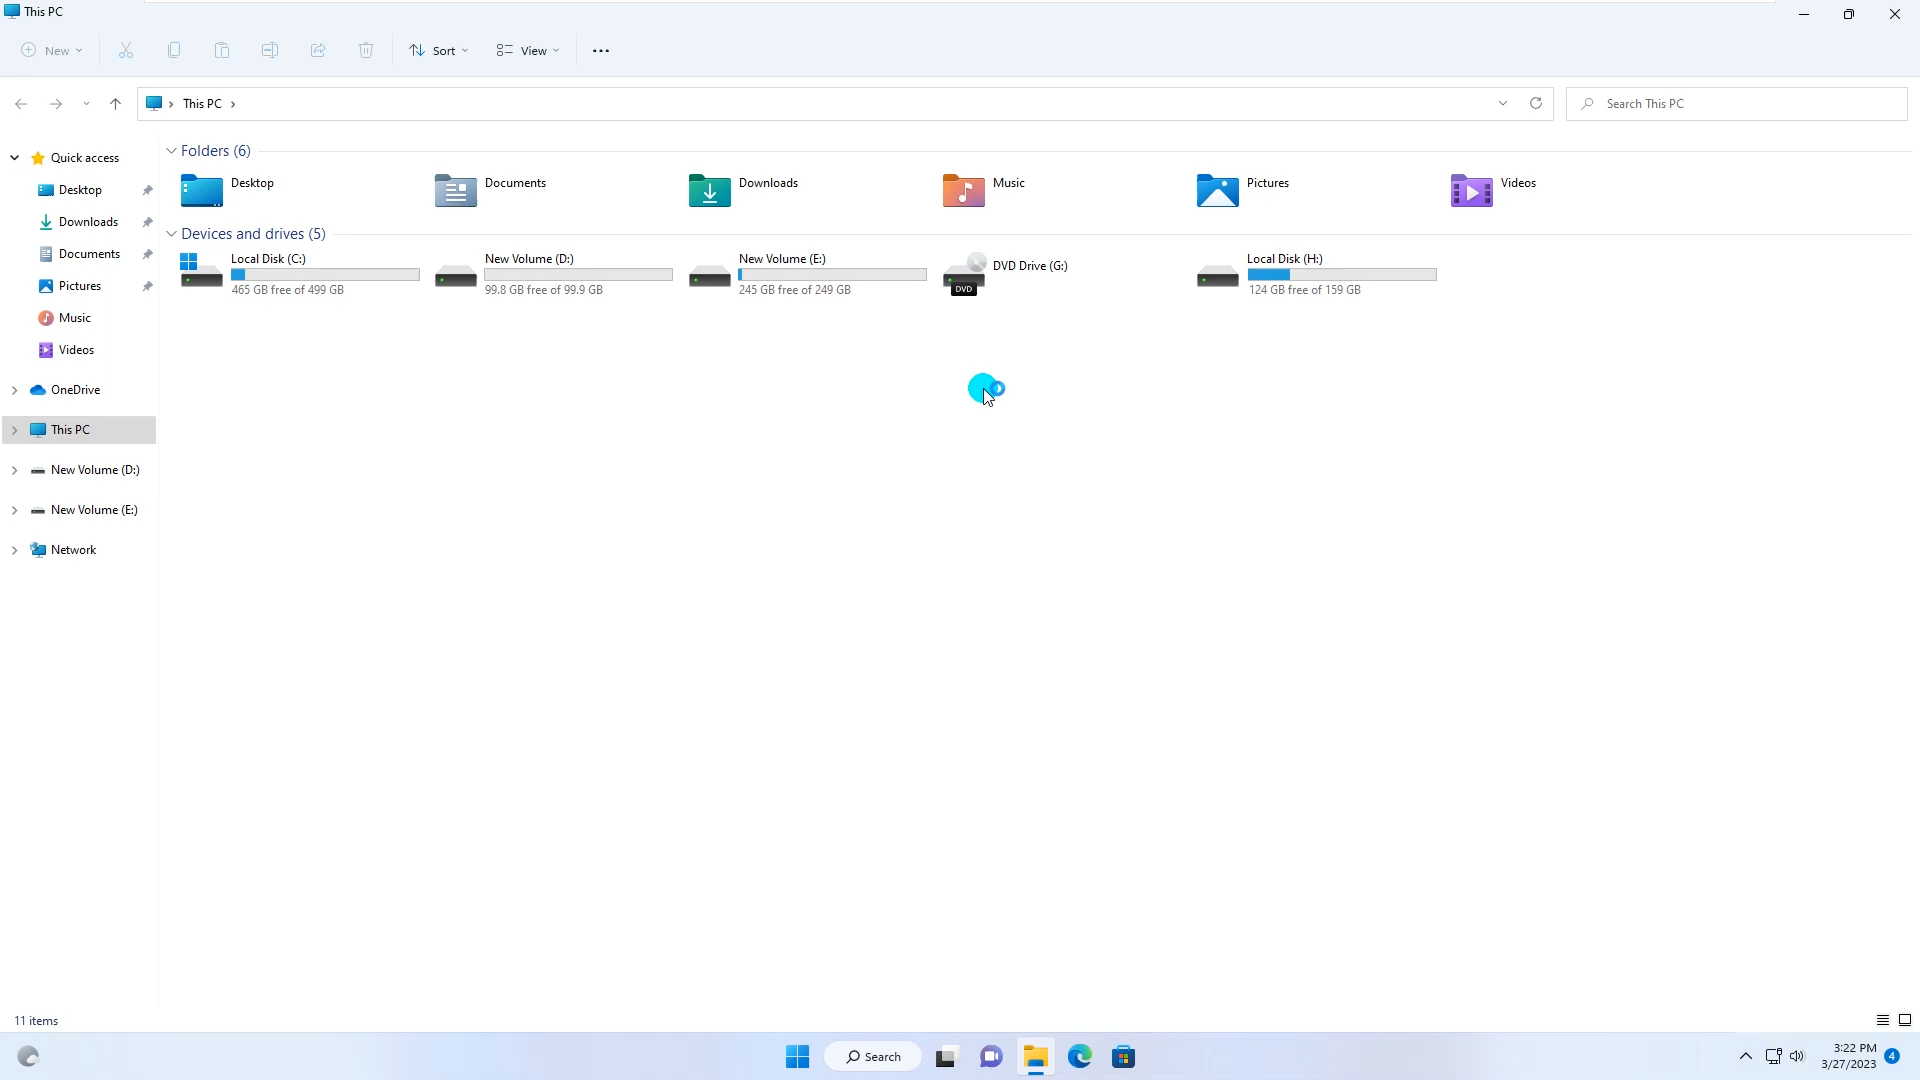 This PC
New
Sort
View
This PC
Search This PC
Quick access
Desktop
Downloads
Documents
Pictures
Music
Videos
OneDrive
This PC
New Volume (D:)
New Volume (E:)
Network
Folders (6)
Desktop
Documents
Downloads
Music
Pictures
Videos
Devices and drives (5)
Local Disk (C:)
465 GB free of 499 GB
New Volume (D:)
99.8 GB free of 99.9 GB
New Volume (E:)
245 GB free of 249 GB
DVD Drive (G:)
DVD
Local Disk (H:)
124 GB free of 159 GB
11 items
Search
3:22 PM
3/27/2023
4